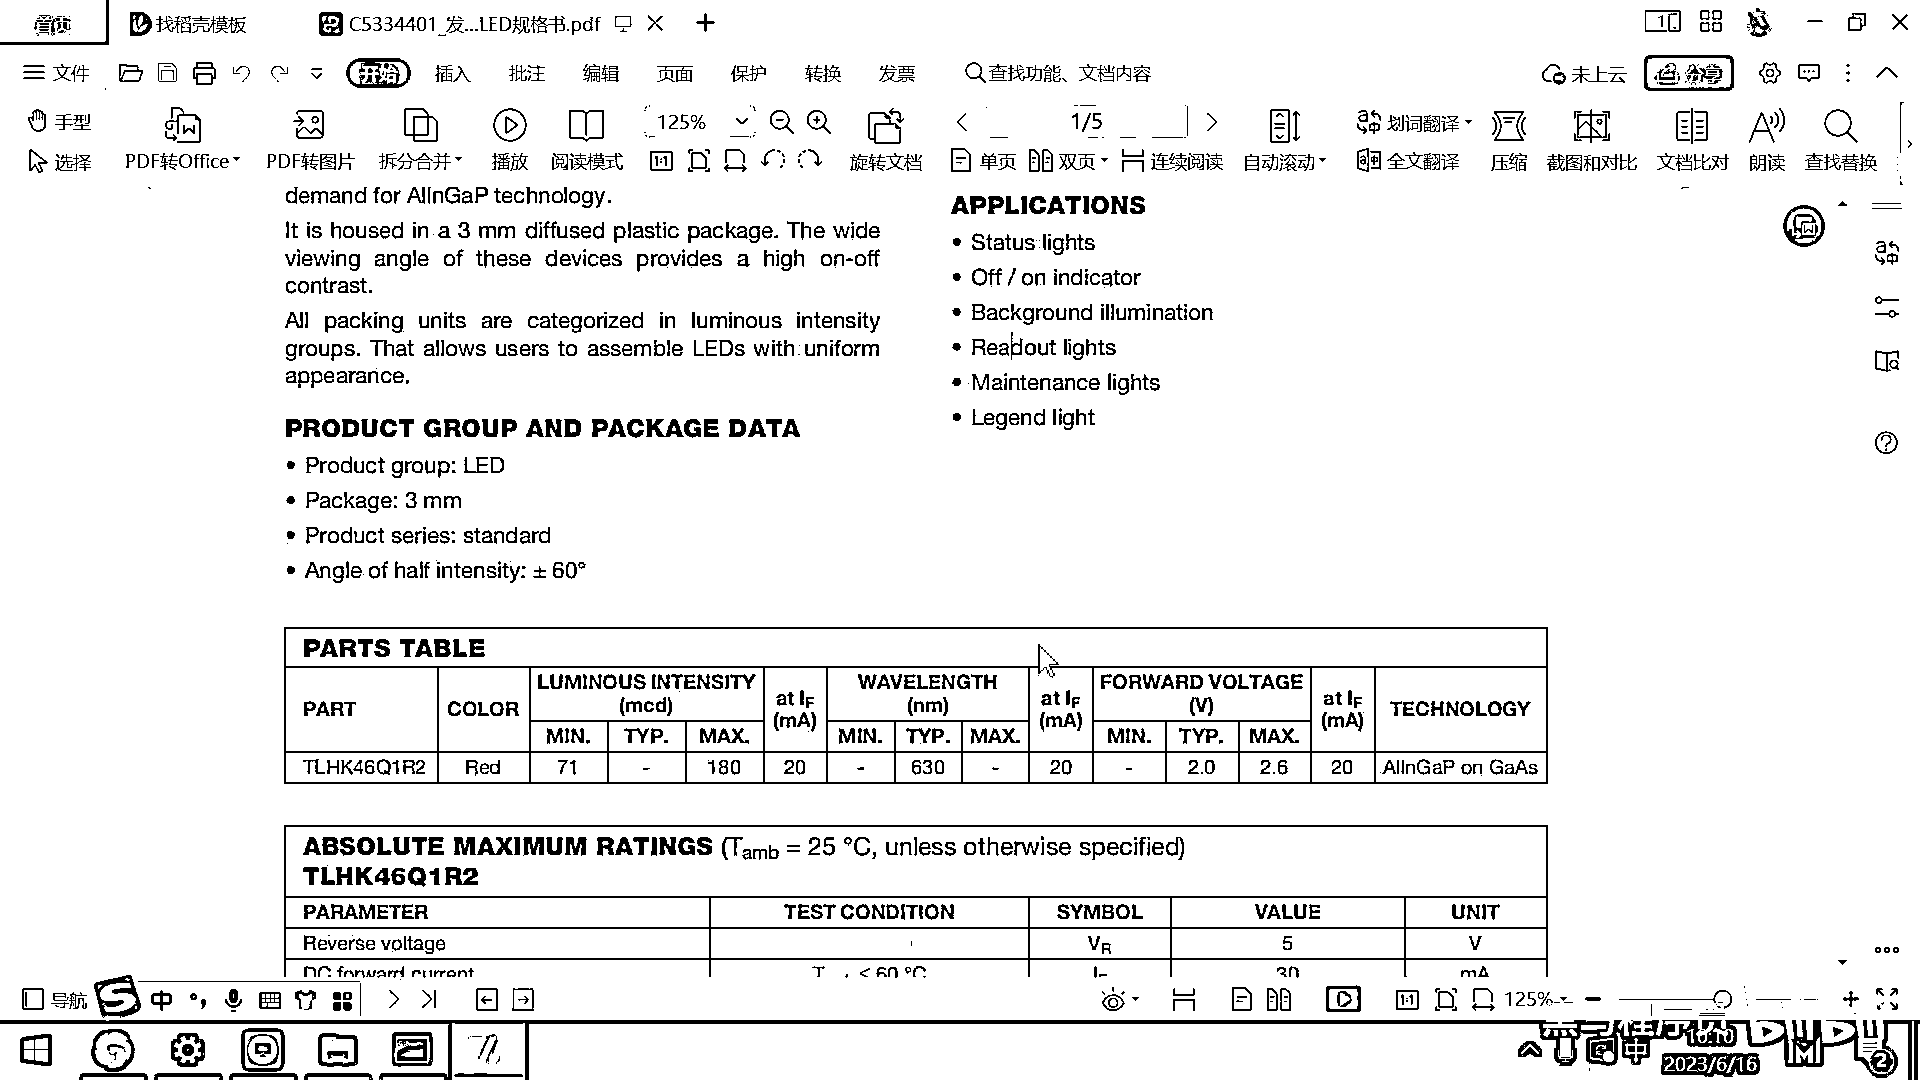 首页
找稻壳模板
C5334401_发...LED规格书.pdf
文件
开始
插入
批注
编辑
页面
保护
转换
发票
查找功能、文档内容
未上云
分享
手型
选择
PDF转Office
PDF转图片
拆分合并
播放
阅读模式
125%
旋转文档
1/5
单页
双页
连续阅读
自动滚动
划词翻译
全文翻译
压缩
截图和对比
文档比对
朗读
查找替换
demand for AlInGaP technology.
It is housed in a 3 mm diffused plastic package. The wide
viewing angle of these devices provides a high on-off
contrast.
All packing units are categorized in luminous intensity
groups. That allows users to assemble LEDs with uniform
appearance.
PRODUCT GROUP AND PACKAGE DATA
• Product group: LED
• Package: 3 mm
• Product series: standard
• Angle of half intensity: ± 60°
APPLICATIONS
• Status lights
• Off / on indicator
• Background illumination
• Readout lights
• Maintenance lights
• Legend light
PARTS TABLE
PART COLOR LUMINOUS INTENSITY (mcd) at IF (mA) WAVELENGTH (nm) at IF (mA) FORWARD VOLTAGE (V) at IF (mA) TECHNOLOGY
MIN. TYP. MAX. MIN. TYP. MAX. MIN. TYP. MAX.
TLHK46Q1R2 Red 71 - 180 20 - 630 - 20 - 2.0 2.6 20 AlInGaP on GaAs
ABSOLUTE MAXIMUM RATINGS (Tamb = 25 °C, unless otherwise specified)
TLHK46Q1R2
PARAMETER TEST CONDITION SYMBOL VALUE UNIT
Reverse voltage VR 5 V
DC forward current ≤ 60 °C IF 30 mA
导航
中
125%
中
16:10
2023/6/16
2